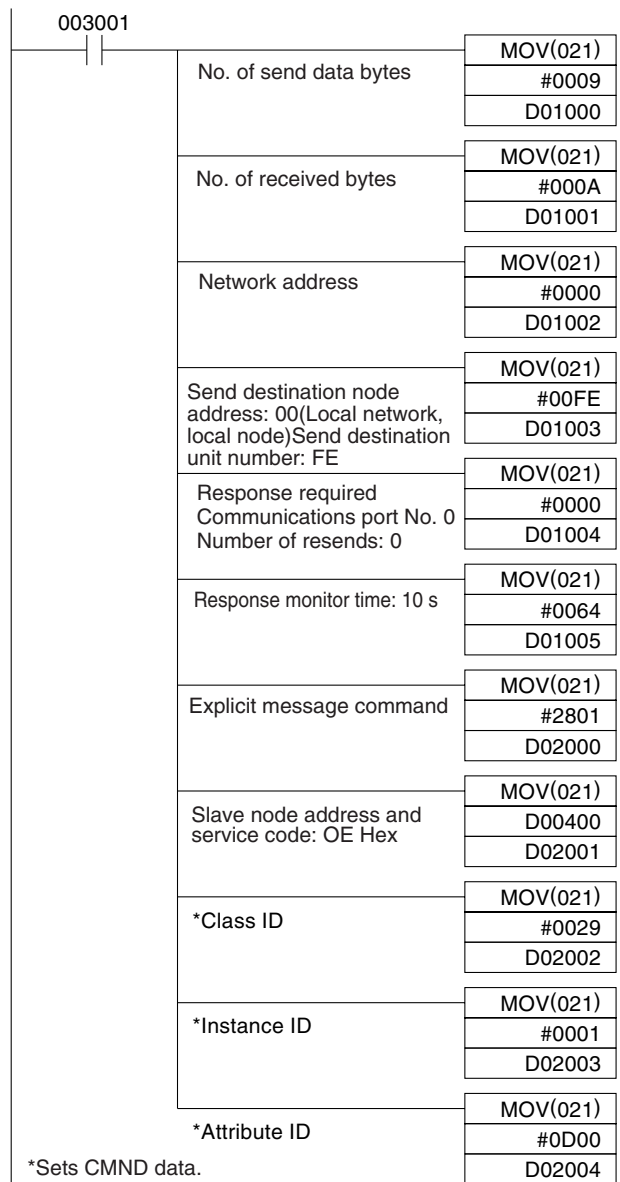 003001
MOV(021)
No. of send data bytes
#0009
D01000
MOV(021)
No. of received bytes
#000A
D01001
MOV(021)
Network address
#0000
D01002
MOV(021)
Send destination node
address: 00(Local network,
local node)Send destination
unit number: FE
#00FE
D01003
MOV(021)
Response required
Communications port No. 0
Number of resends: 0
#0000
D01004
MOV(021)
Response monitor time: 10 s
#0064
D01005
MOV(021)
Explicit message command
#2801
D02000
MOV(021)
Slave node address and
service code: OE Hex
D00400
D02001
MOV(021)
*Class ID
#0029
D02002
MOV(021)
*Instance ID
#0001
D02003
MOV(021)
*Attribute ID
#0D00
*Sets CMND data.
D02004